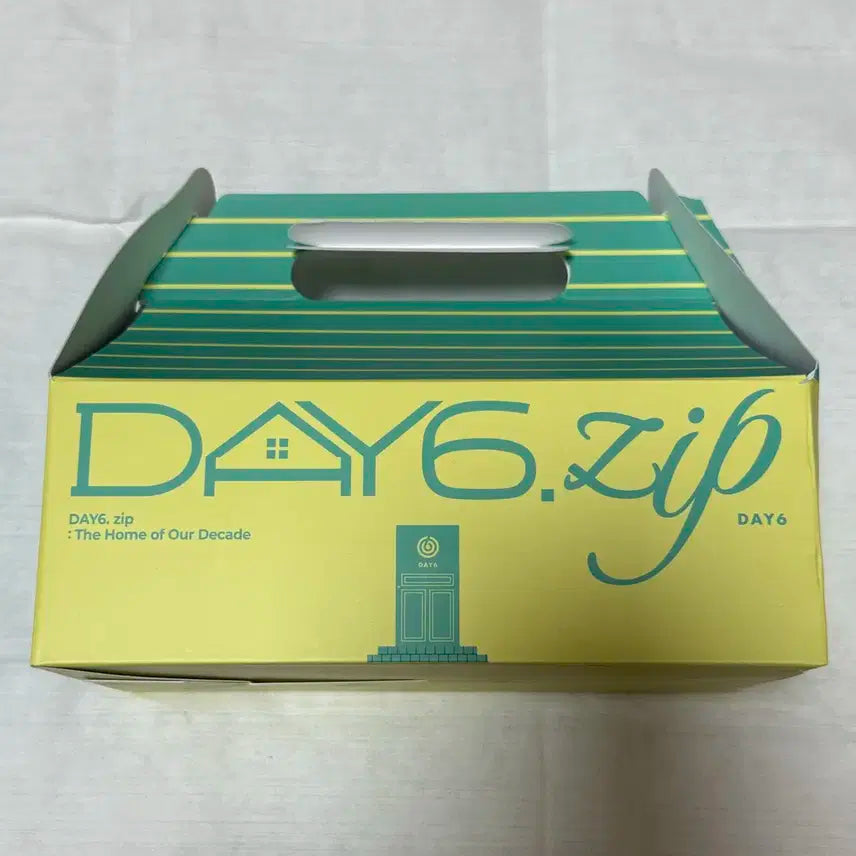 DAY6.zip
DAY6. zip
: The Home of Our Decade
DAY6
DAY6